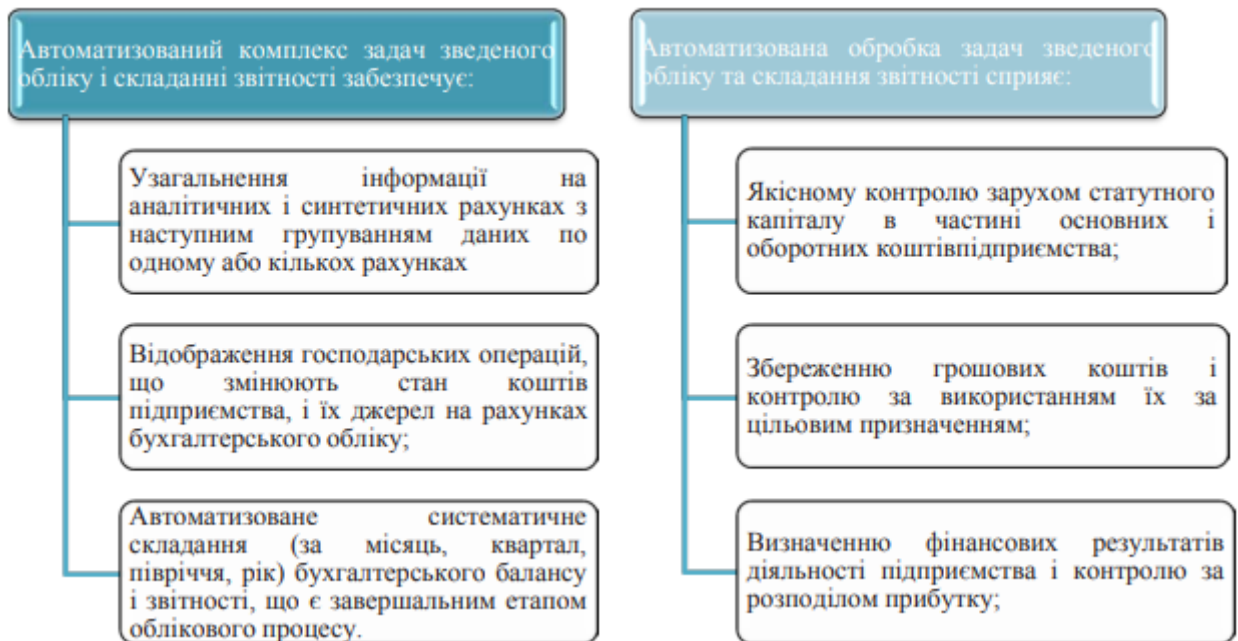 Автоматизований комплекс задач зведеного
обліку і складанні звітності забезпечує:
Узагальнення інформації на
аналітичних і синтетичних рахунках з
наступним групуванням даних по
одному або кількох рахунках
Відображення господарських операцій,
що змінюють стан коштів
підприємства, і їх джерел на рахунках
бухгалтерського обліку;
Автоматизоване систематичне
складання (за місяць, квартал,
півріччя, рік) бухгалтерського балансу
і звітності, що є завершальним етапом
облікового процесу.
Автоматизована обробка задач зведеного
обліку та складання звітності сприяє:
Якісному контролю зарухом статутного
капіталу в частині основних і
оборотних коштівпідприємства;
Збереженню грошових коштів і
контролю за використанням їх за
цільовим призначенням;
Визначенню фінансових результатів
діяльності підприємства і контролю за
розподілом прибутку;